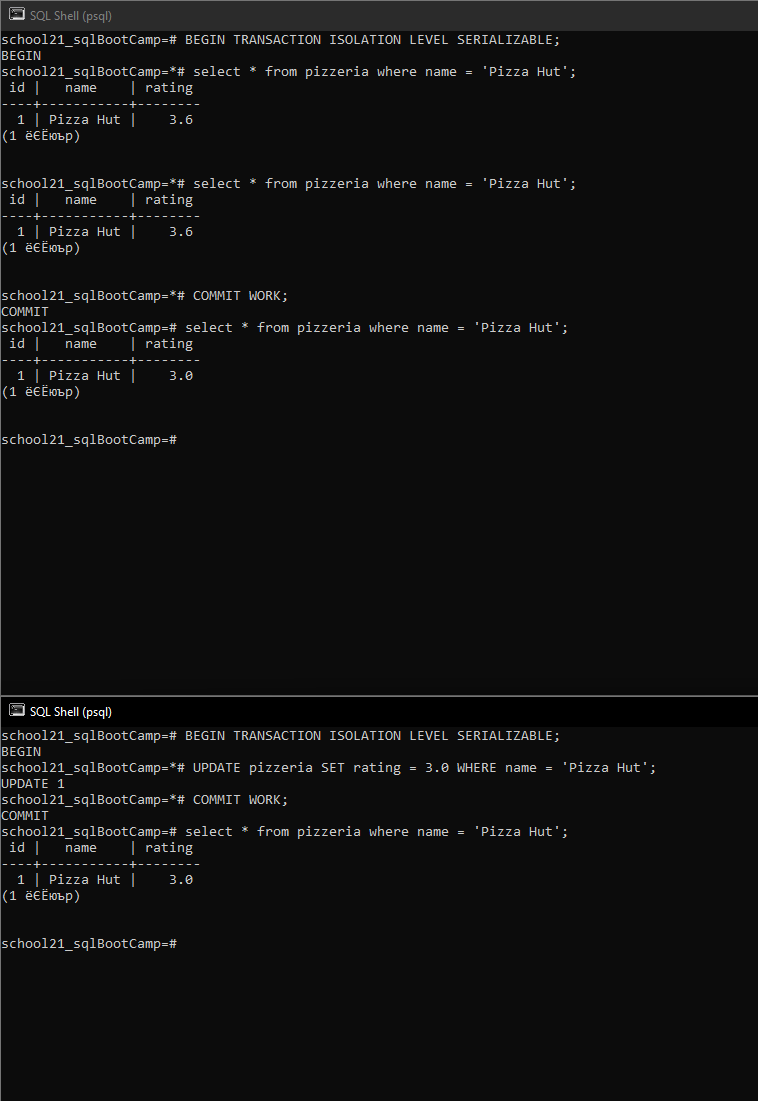 SQL Shell (psql)
school21_sqlBootCamp=# BEGIN TRANSACTION ISOLATION LEVEL SERIALIZABLE;
BEGIN
school21_sqlBootCamp=*# select * from pizzeria where name = 'Pizza Hut';
 id |   name    | rating
----+-----------+--------
  1 | Pizza Hut |    3.6
(1 ёЄЁюър)
school21_sqlBootCamp=*# select * from pizzeria where name = 'Pizza Hut';
 id |   name    | rating
----+-----------+--------
  1 | Pizza Hut |    3.6
(1 ёЄЁюър)
school21_sqlBootCamp=*# COMMIT WORK;
COMMIT
school21_sqlBootCamp=# select * from pizzeria where name = 'Pizza Hut';
 id |   name    | rating
----+-----------+--------
  1 | Pizza Hut |    3.0
(1 ёЄЁюър)
school21_sqlBootCamp=#
SQL Shell (psql)
school21_sqlBootCamp=# BEGIN TRANSACTION ISOLATION LEVEL SERIALIZABLE;
BEGIN
school21_sqlBootCamp=*# UPDATE pizzeria SET rating = 3.0 WHERE name = 'Pizza Hut';
UPDATE 1
school21_sqlBootCamp=*# COMMIT WORK;
COMMIT
school21_sqlBootCamp=# select * from pizzeria where name = 'Pizza Hut';
 id |   name    | rating
----+-----------+--------
  1 | Pizza Hut |    3.0
(1 ёЄЁюър)
school21_sqlBootCamp=#